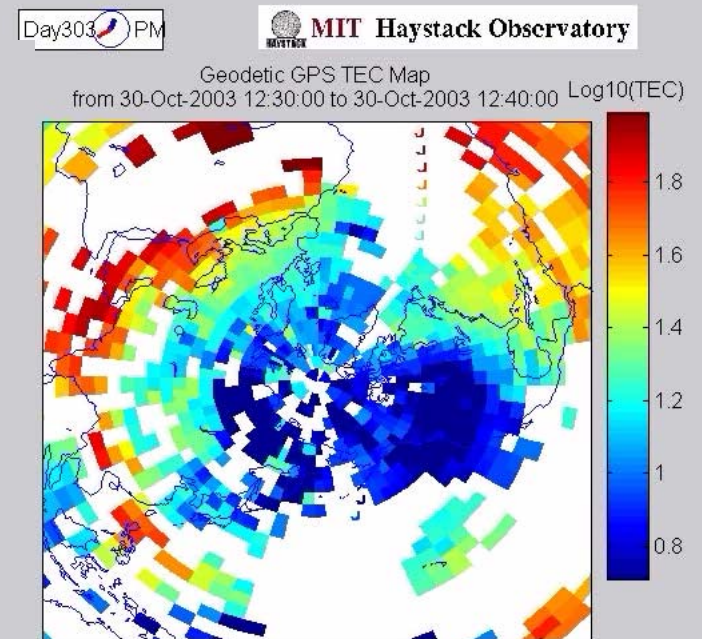 Day303 PM
MIT Haystack Observatory
HAYSTACK
Geodetic GPS TEC Map
from 30-Oct-2003 12:30:00 to 30-Oct-2003 12:40:00
Log10(TEC)
1.8
1.6
1.4
1.2
1
0.8